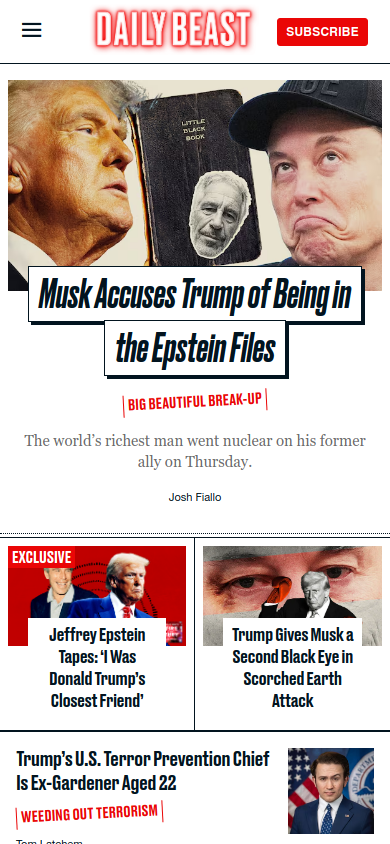 DAILY BEAST
SUBSCRIBE
LITTLE
BLACK
BOOK
Musk Accuses Trump of Being in
the Epstein Files
BIG BEAUTIFUL BREAK-UP
The world's richest man went nuclear on his former
ally on Thursday.
Josh Fiallo
EXCLUSIVE
Jeffrey Epstein
Tapes: ‘I Was
Donald Trump’s
Closest Friend’
Trump Gives Musk a
Second Black Eye in
Scorched Earth
Attack
Trump’s U.S. Terror Prevention Chief
Is Ex-Gardener Aged 22
WEEDING OUT TERRORISM
Tom Latchem